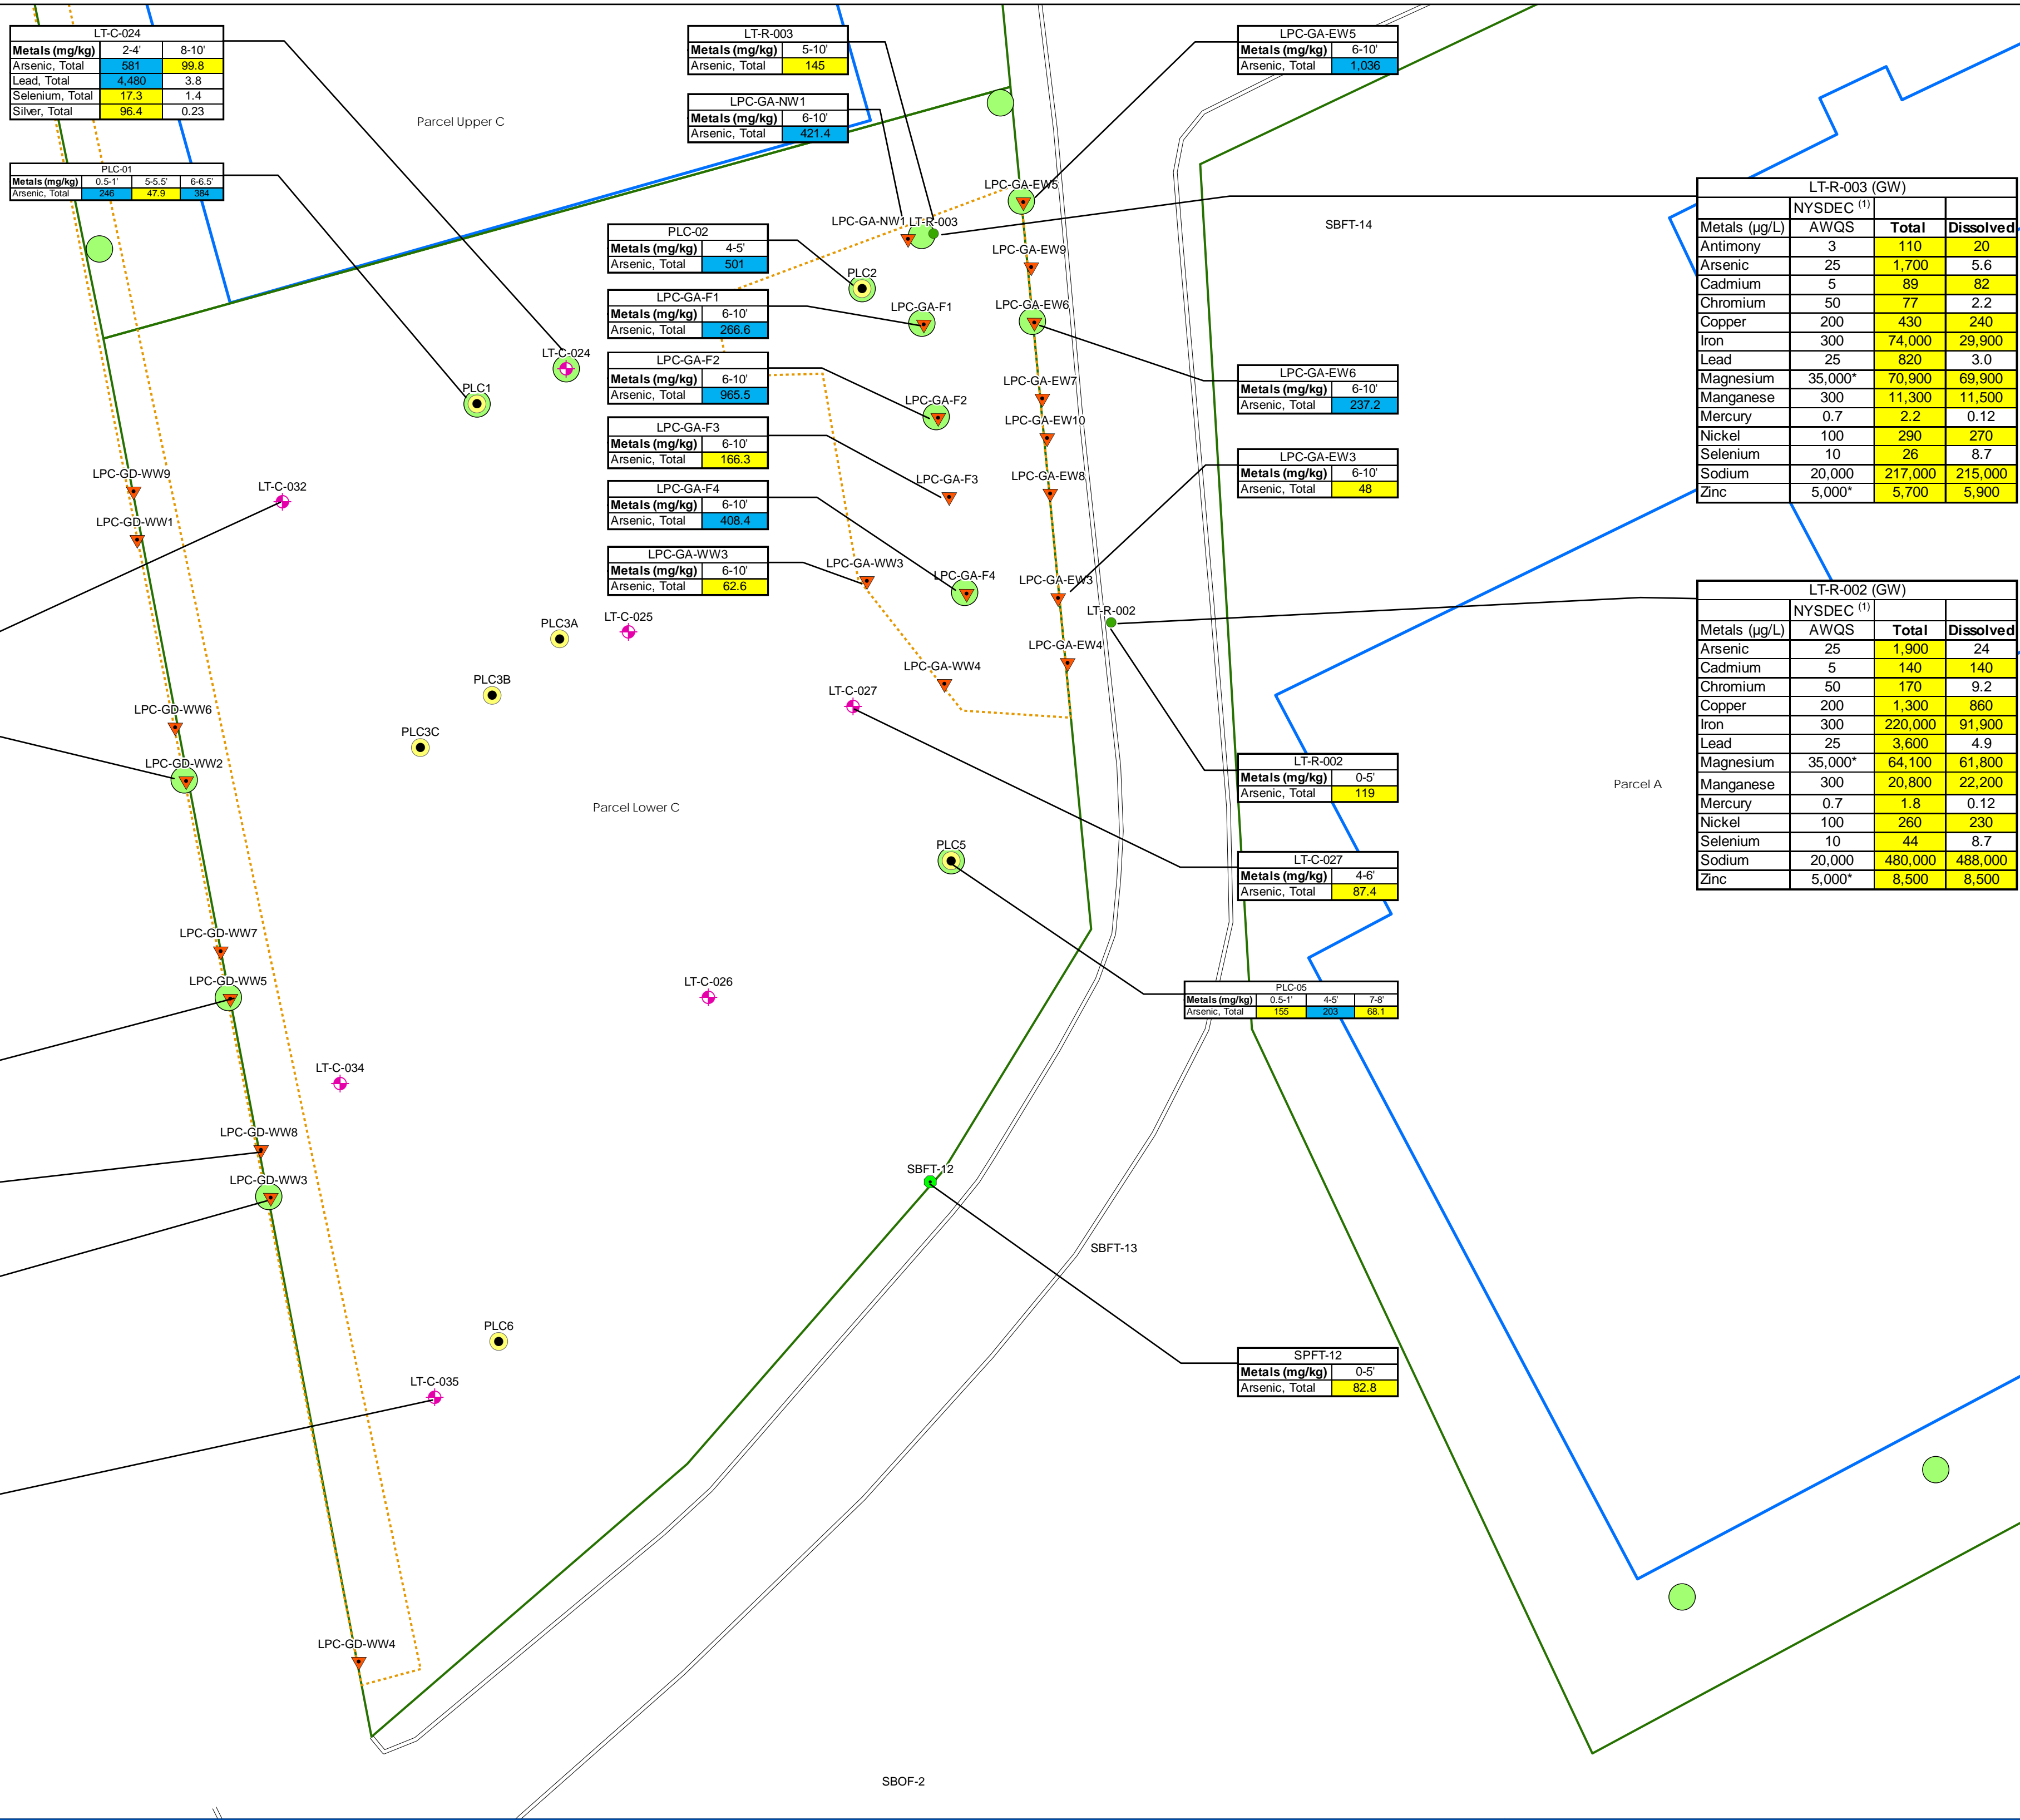 LT-C-024
Metals (mg/kg) 2-4' 8-10'
Arsenic, Total 581 99.8
Lead, Total 4,480 3.8
Selenium, Total 17.3 1.4
Silver, Total 96.4 0.23
PLC-01
Metals (mg/kg) 0.5-1' 5-5.5' 6-6.5'
Arsenic, Total 246 47.9 384
Parcel Upper C
LT-R-003
Metals (mg/kg) 5-10'
Arsenic, Total 145
LPC-GA-NW1
Metals (mg/kg) 6-10'
Arsenic, Total 421.4
LPC-GA-EW5
Metals (mg/kg) 6-10'
Arsenic, Total 1,036
PLC-02
Metals (mg/kg) 4-5'
Arsenic, Total 501
LPC-GA-F1
Metals (mg/kg) 6-10'
Arsenic, Total 266.6
LPC-GA-F2
Metals (mg/kg) 6-10'
Arsenic, Total 965.5
LPC-GA-F3
Metals (mg/kg) 6-10'
Arsenic, Total 166.3
LPC-GA-F4
Metals (mg/kg) 6-10'
Arsenic, Total 408.4
LPC-GA-WW3
Metals (mg/kg) 6-10'
Arsenic, Total 62.6
LPC-GA-EW5
LPC-GA-NW1
LT-R-003
LPC-GA-EW9
PLC2
LPC-GA-F1
LPC-GA-EW6
LT-C-024
PLC1
LPC-GA-EW7
LPC-GA-F2
LPC-GA-EW10
LPC-GA-F3
LPC-GA-EW8
LPC-GD-WW9
LT-C-032
LPC-GD-WW1
LPC-GA-WW3
LPC-GA-F4
LPC-GA-EW3
LT-R-002
PLC3A
LT-C-025
LPC-GA-EW4
LPC-GA-WW4
PLC3B
LT-C-027
LPC-GD-WW6
PLC3C
LPC-GD-WW2
Parcel Lower C
PLC5
LPC-GD-WW7
LPC-GD-WW5
LT-C-026
LT-C-034
LPC-GD-WW8
LPC-GD-WW3
SBFT-12
SBFT-13
PLC6
LT-C-035
LPC-GD-WW4
SBOF-2
SBFT-14
Parcel A
LPC-GA-EW6
Metals (mg/kg) 6-10'
Arsenic, Total 237.2
LPC-GA-EW3
Metals (mg/kg) 6-10'
Arsenic, Total 48
LT-R-002
Metals (mg/kg) 0-5'
Arsenic, Total 119
LT-C-027
Metals (mg/kg) 4-6'
Arsenic, Total 87.4
PLC-05
Metals (mg/kg) 0.5-1' 4-5' 7-8'
Arsenic, Total 155 203 68.1
SPFT-12
Metals (mg/kg) 0-5'
Arsenic, Total 82.8
LT-R-003 (GW)
NYSDEC (1)
Metals (µg/L) AWQS Total Dissolved
Antimony 3 110 20
Arsenic 25 1,700 5.6
Cadmium 5 89 82
Chromium 50 77 2.2
Copper 200 430 240
Iron 300 74,000 29,900
Lead 25 820 3.0
Magnesium 35,000* 70,900 69,900
Manganese 300 11,300 11,500
Mercury 0.7 2.2 0.12
Nickel 100 290 270
Selenium 10 26 8.7
Sodium 20,000 217,000 215,000
Zinc 5,000* 5,700 5,900
LT-R-002 (GW)
NYSDEC (1)
Metals (µg/L) AWQS Total Dissolved
Arsenic 25 1,900 24
Cadmium 5 140 140
Chromium 50 170 9.2
Copper 200 1,300 860
Iron 300 220,000 91,900
Lead 25 3,600 4.9
Magnesium 35,000* 64,100 61,800
Manganese 300 20,800 22,200
Mercury 0.7 1.8 0.12
Nickel 100 260 230
Selenium 10 44 8.7
Sodium 20,000 480,000 488,000
Zinc 5,000* 8,500 8,500